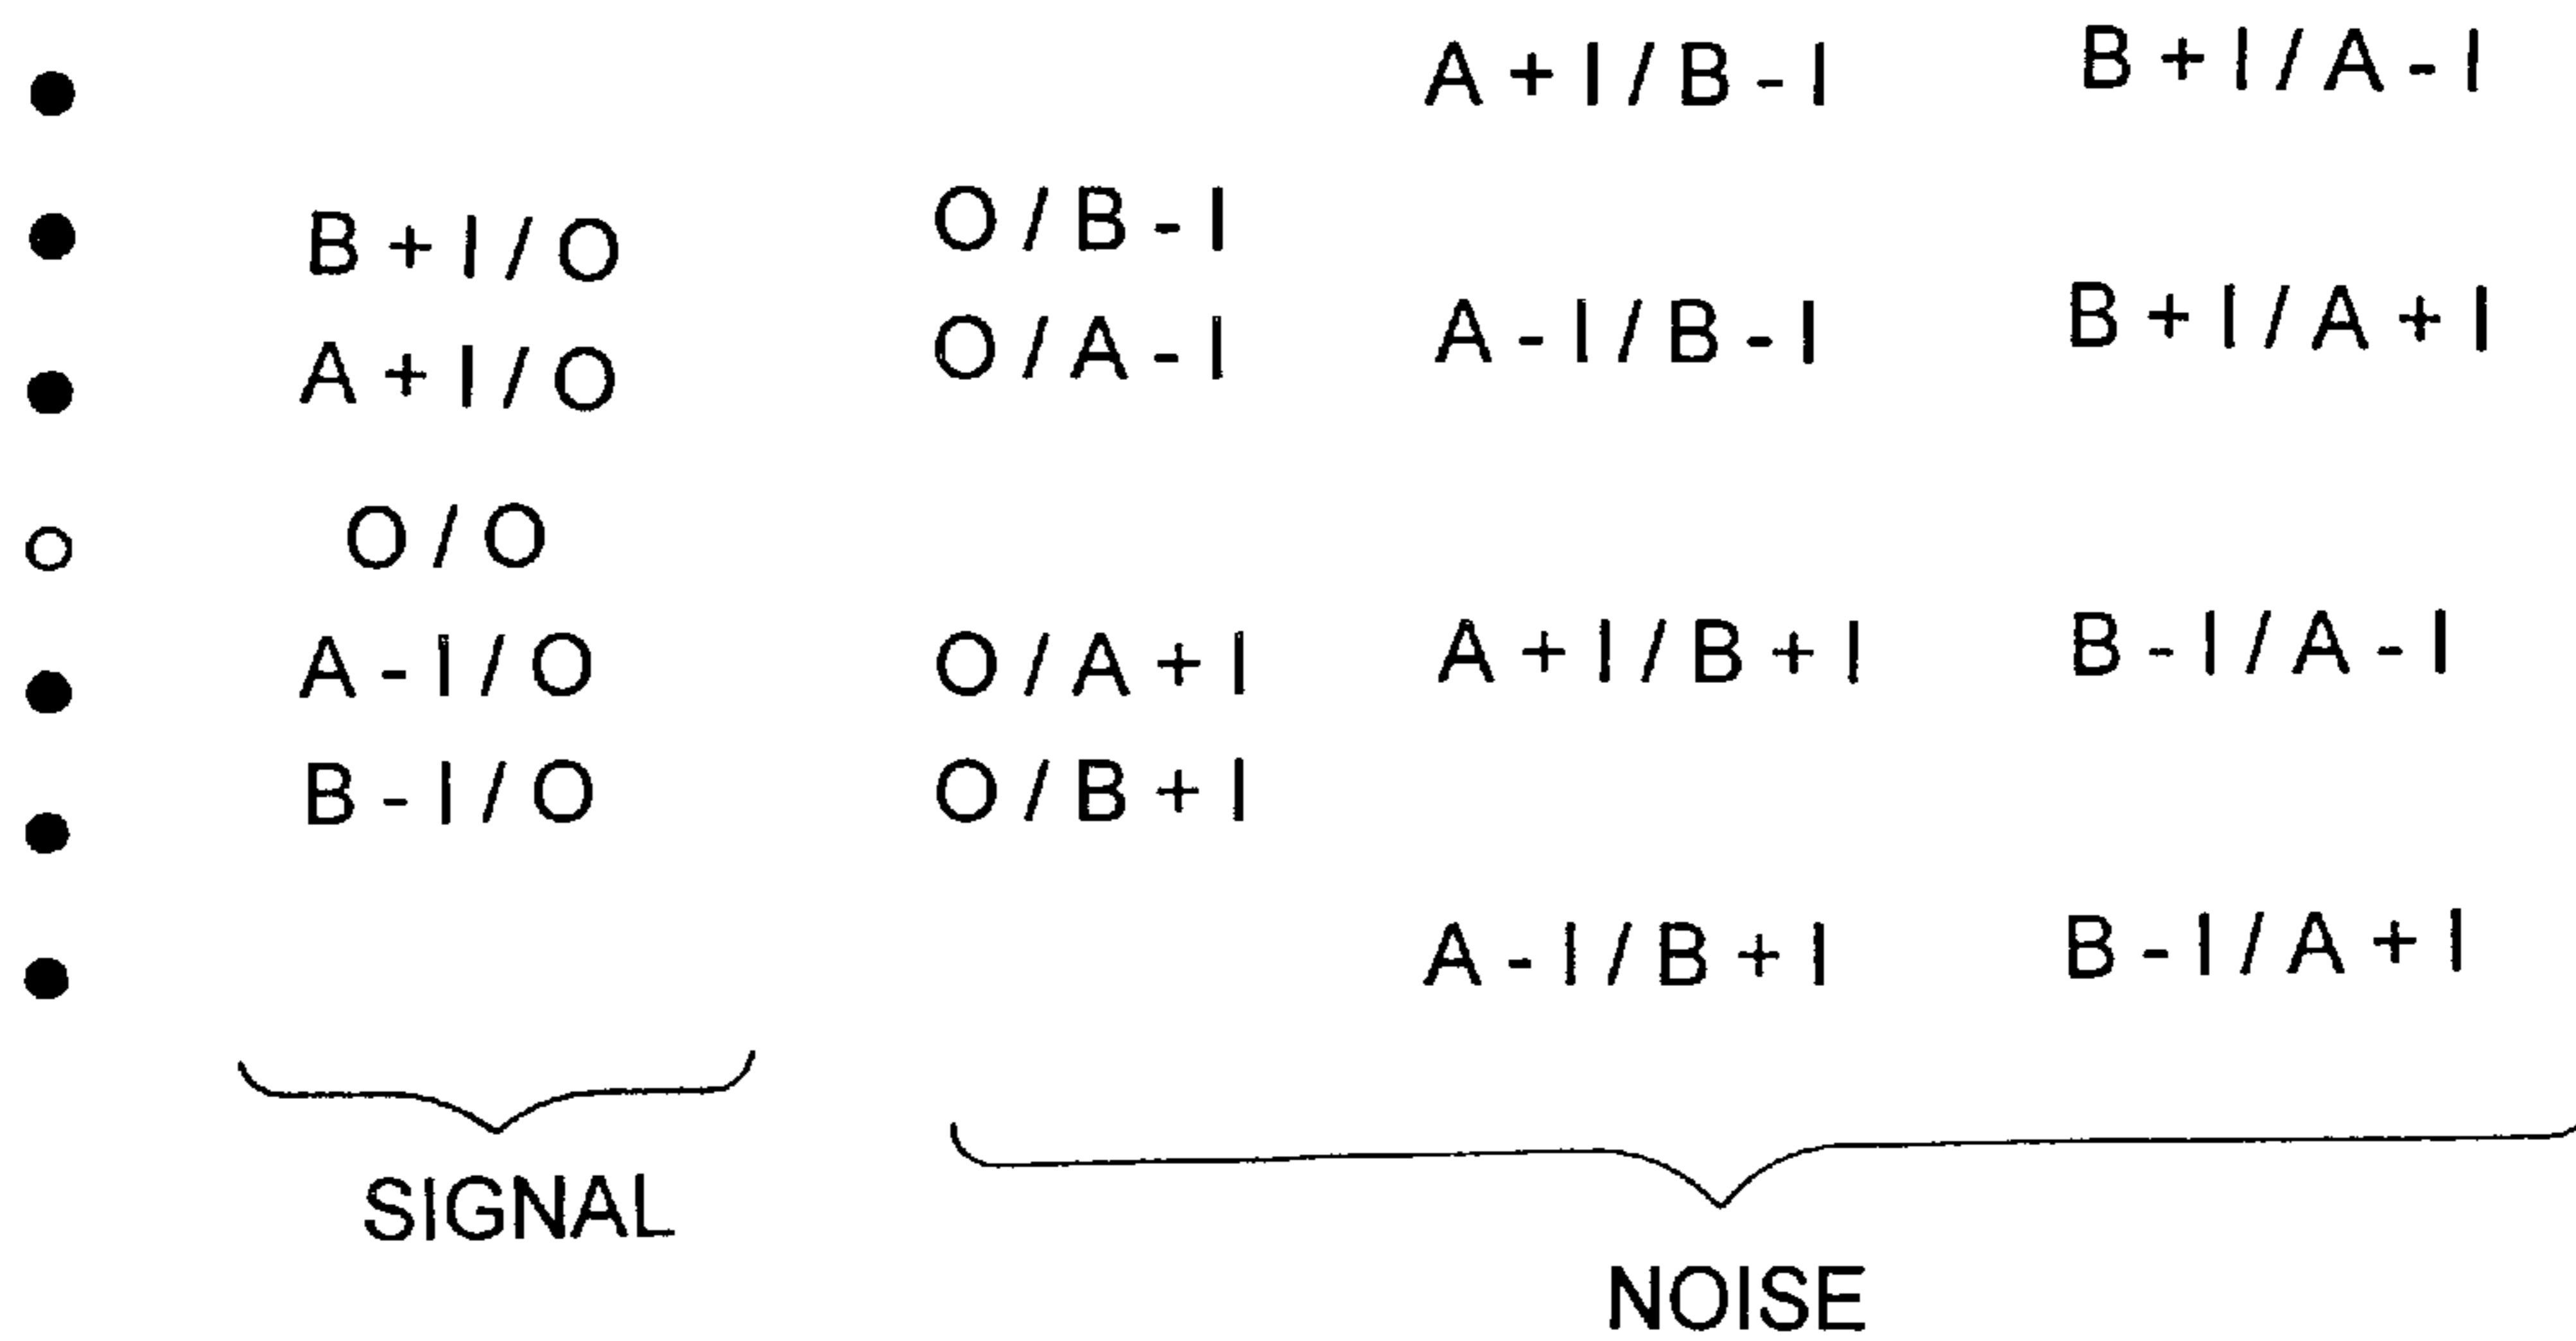 A + I / B - I B + I / A - I
B + I / O O / B - I
A + I / O O / A - I A - I / B - I B + I / A + I
O / O
A - I / O O / A + I A + I / B + I B - I / A - I
B - I / O O / B + I
A - I / B + I B - I / A + I
SIGNAL
NOISE